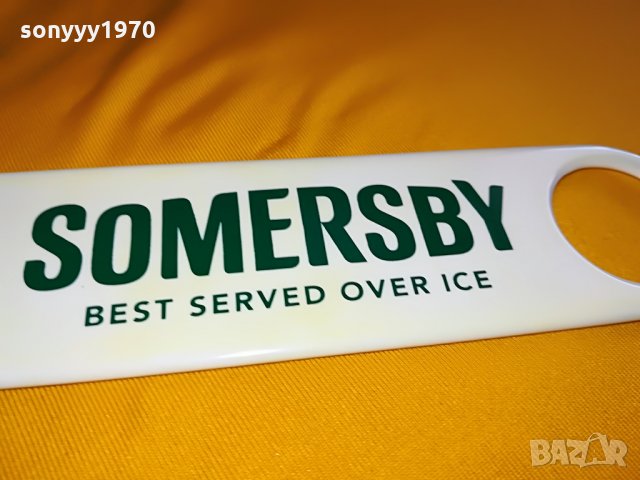 sonyyy1970
SOMERSBY
BEST SERVED OVER ICE
BAZAR